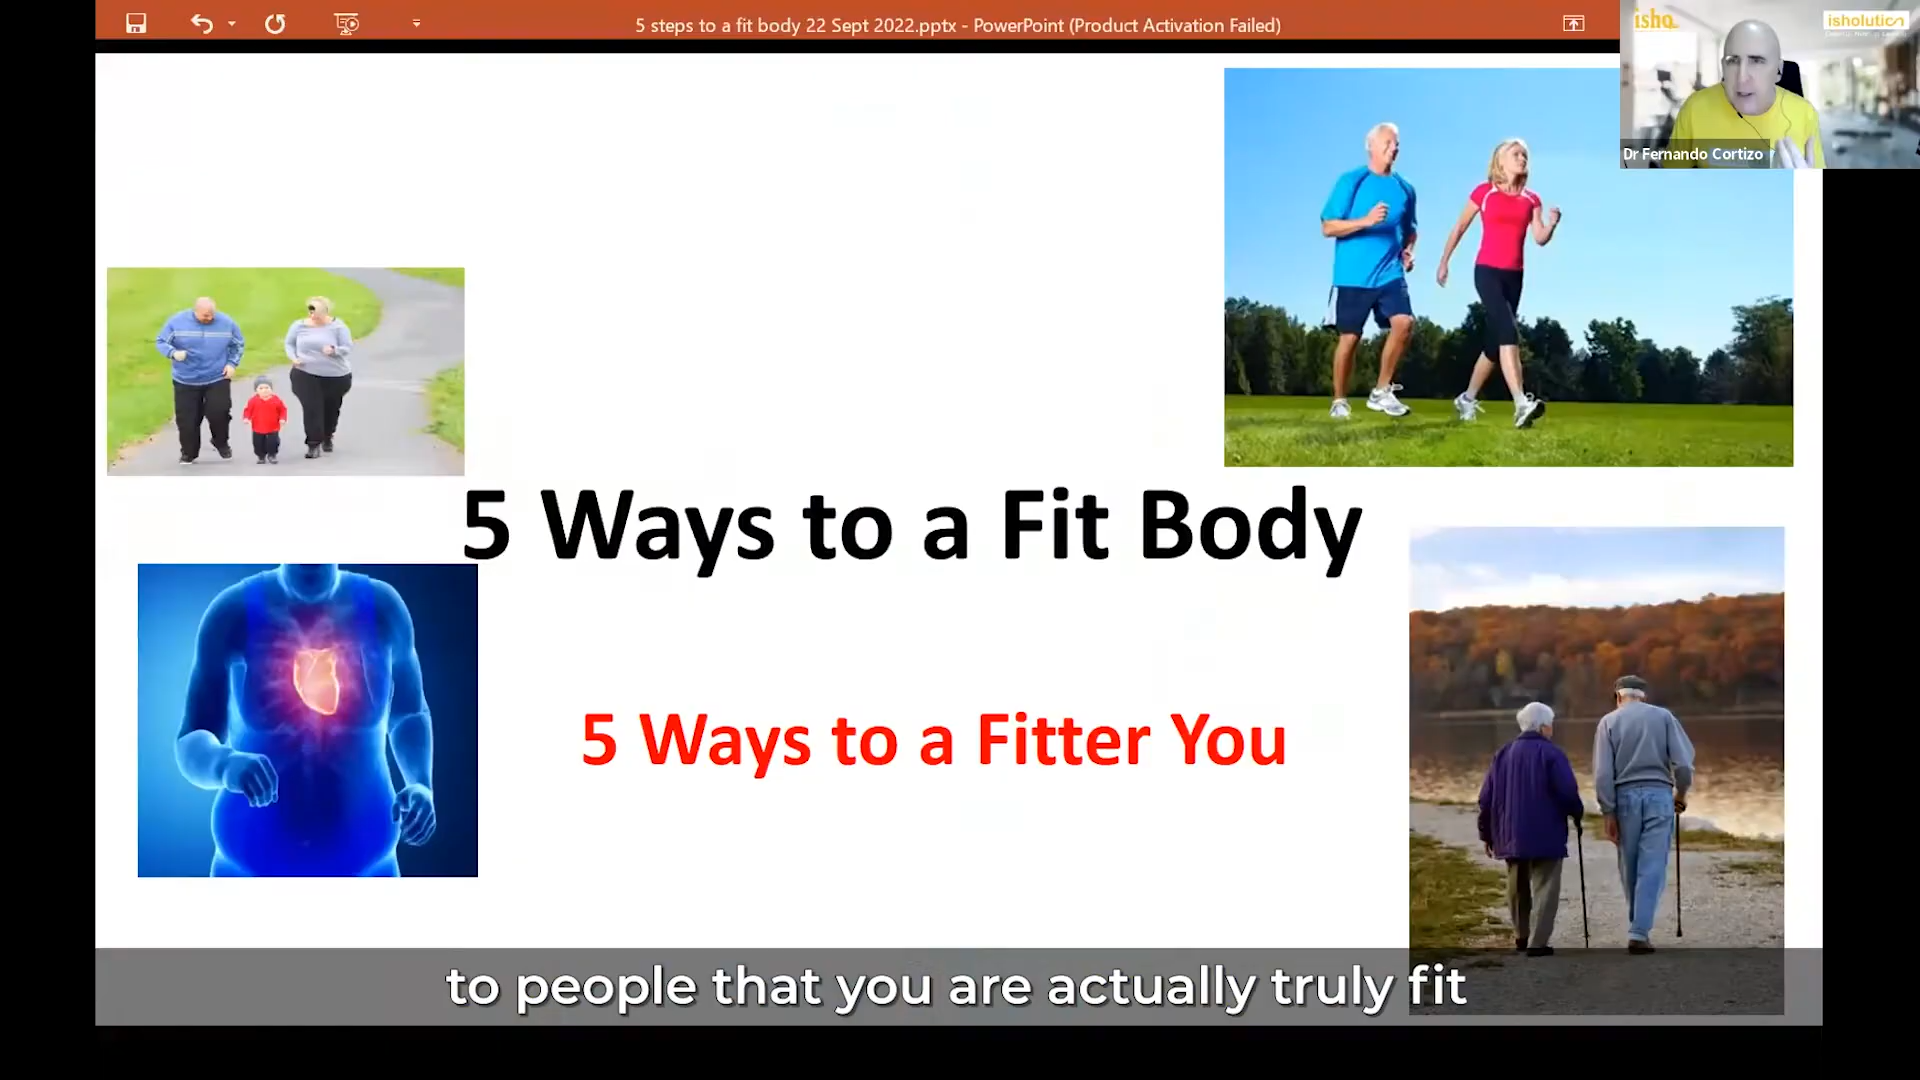 5 steps to a fit body 22 Sept 2022.pptx - PowerPoint (Product Activation Failed)
isho
isholution
Dr Fernando Cortizo
5 Ways to a Fit Body
5 Ways to a Fitter You
to people that you are actually truly fit